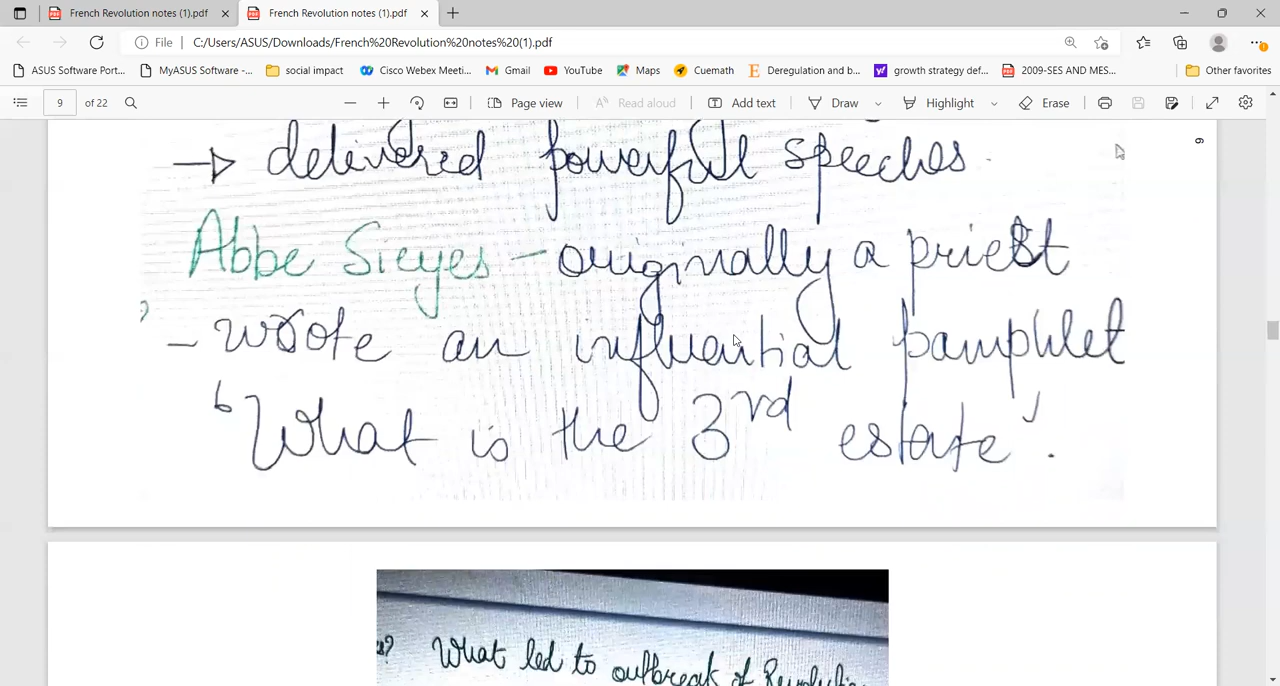 French Revolution notes (1).pdf
French Revolution notes (1).pdf
File C:/Users/ASUS/Downloads/French%20Revolution%20notes%20(1).pdf
ASUS Software Port... MyASUS Software -... social impact Cisco Webex Meeti... Gmail YouTube Maps Cuemath Deregulation and b... growth strategy def... 2009-SES AND MES... Other favorites
9 of 22 Page view Read aloud Add text Draw Highlight Erase
→ delivered powerful speeches.
9
Abbe Sieyes - originally a priest
- wrote an influential pamphlet
'What is the 3rd estate'.
? What led to outbreak of